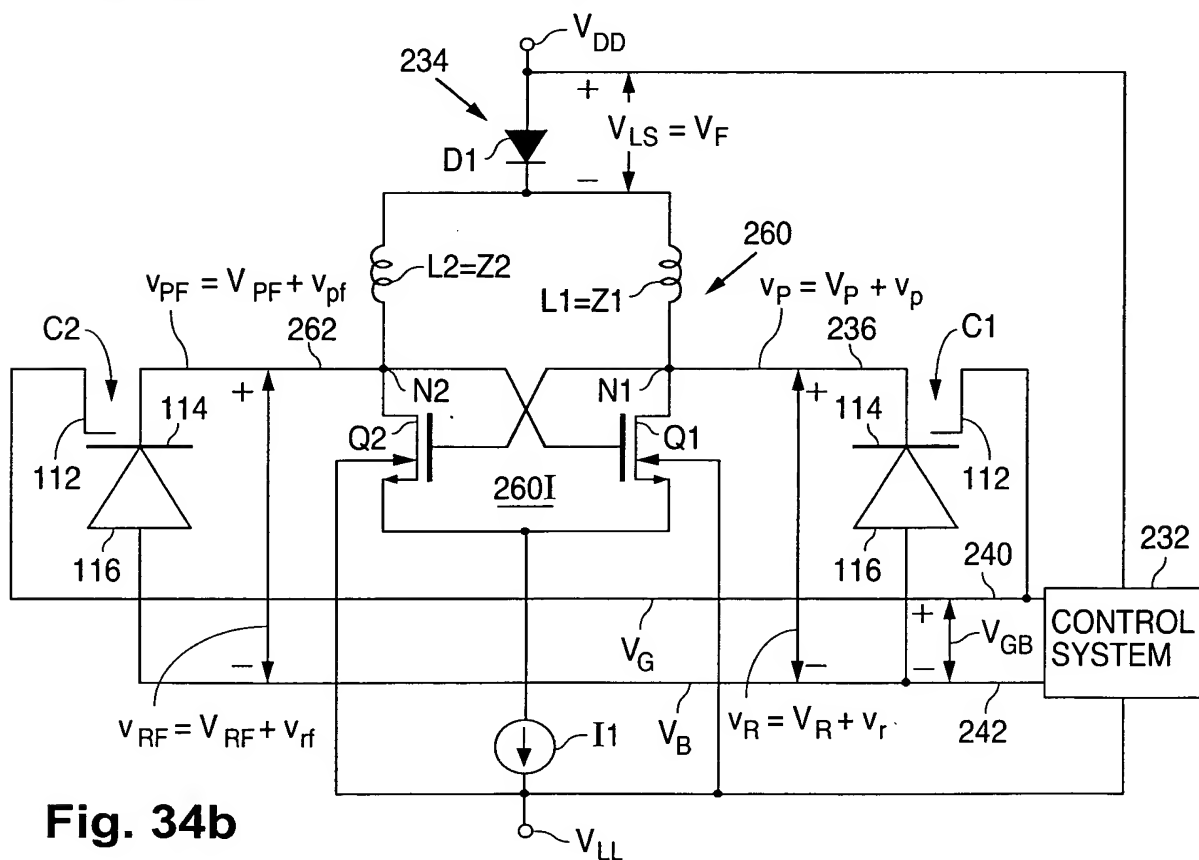 V_DD
234
+
V_LS = V_F
D1
−
260
L2=Z2
L1=Z1
v_PF = V_PF + v_pf
v_P = V_P + v_p
C2
262
236
C1
114
+
N2
N1
+
114
Q2
Q1
112
112
260I
116
116
240
232
+
V_GB
CONTROL
SYSTEM
V_G
−
−
−
v_RF = V_RF + v_rf
I1
V_B
v_R = V_R + v_r
242
Fig. 34b
V_LL